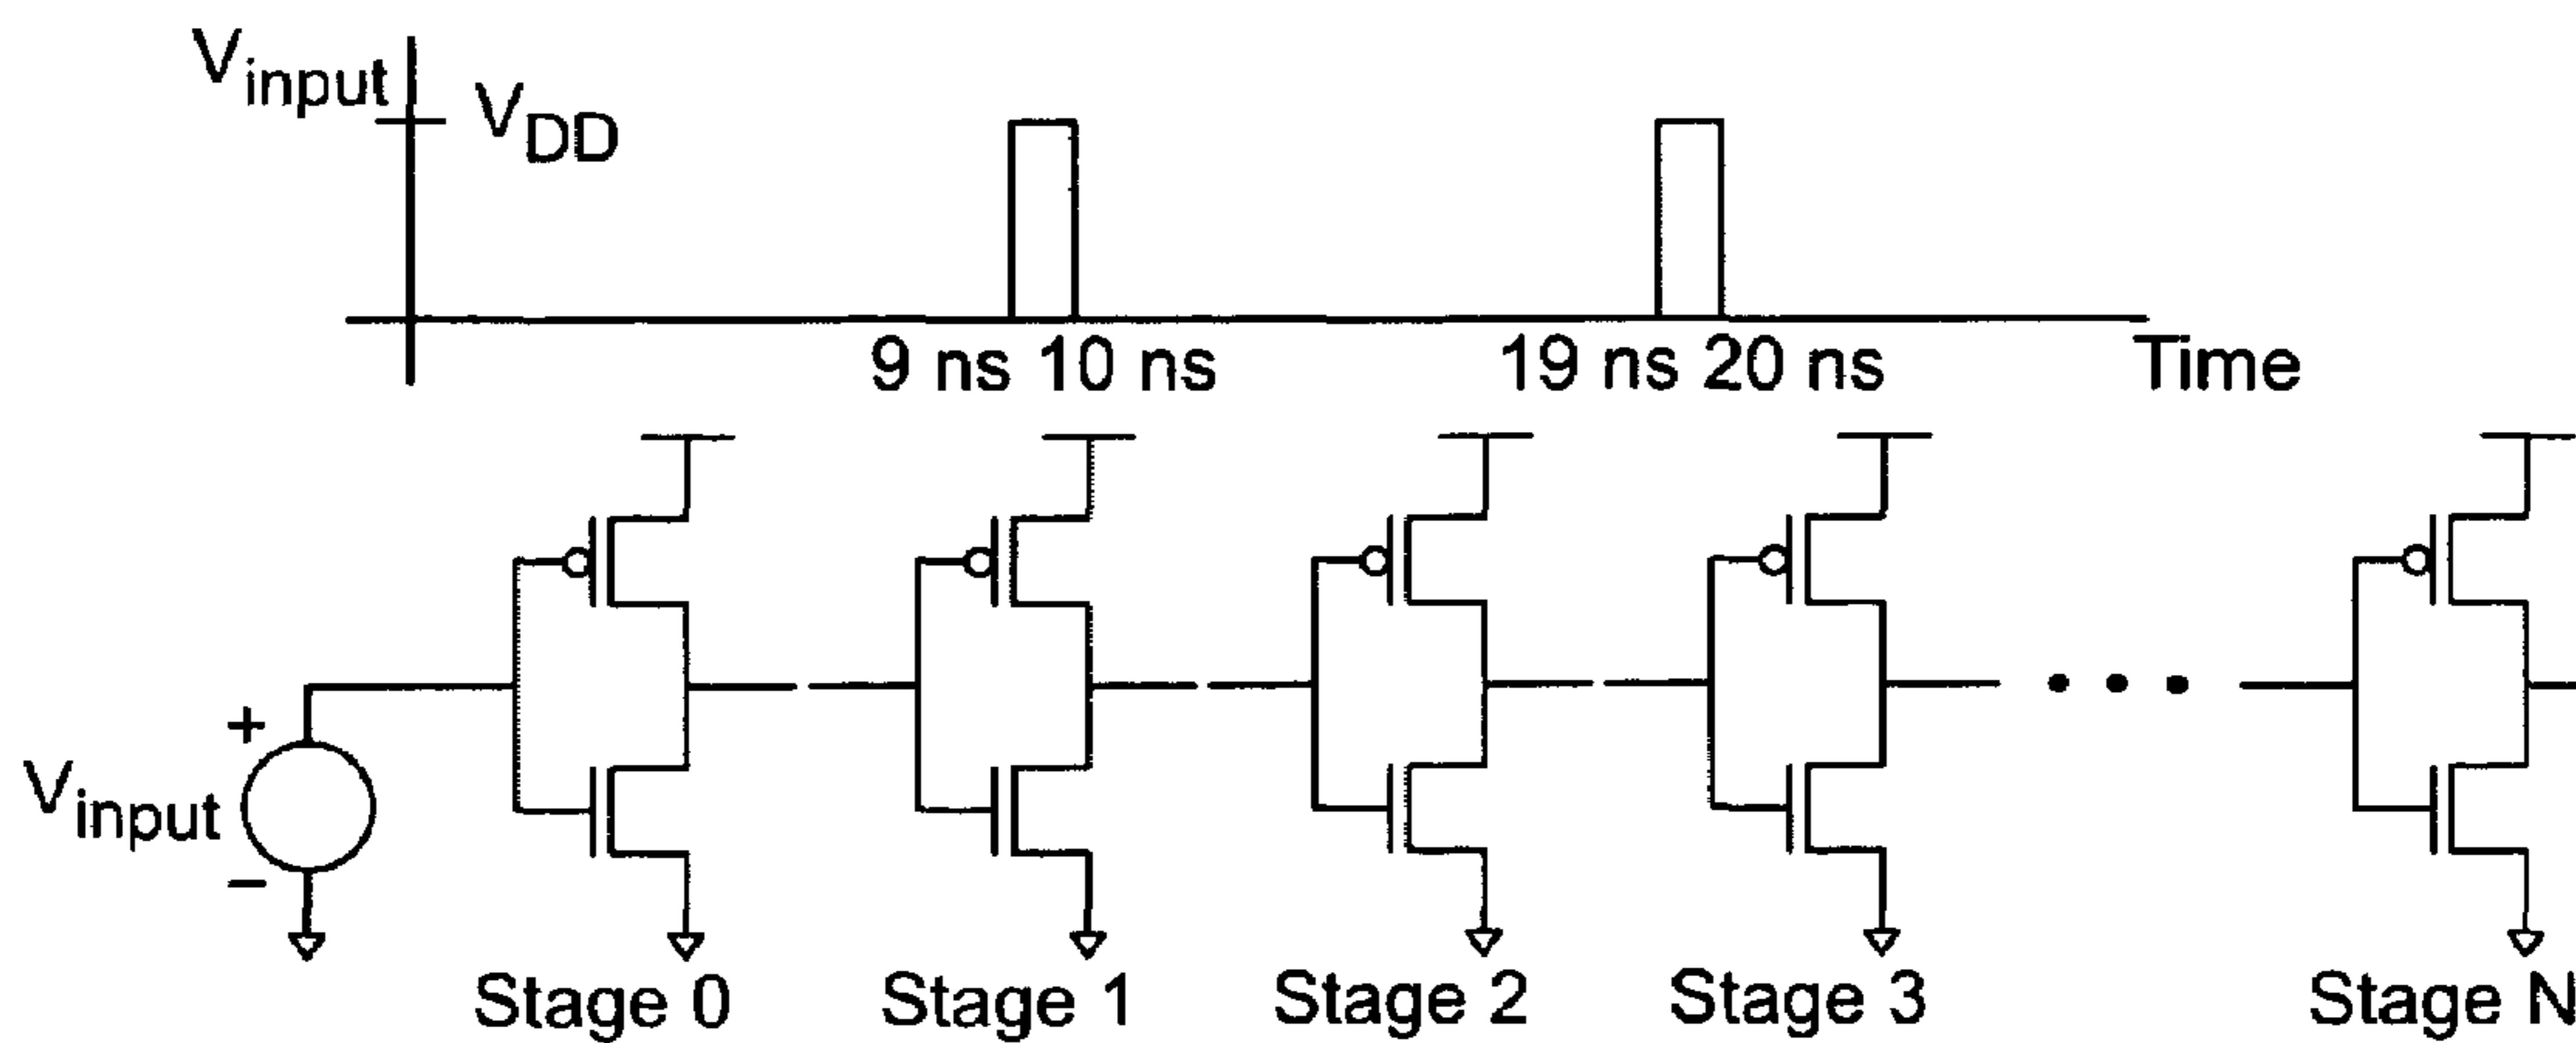 Vinput
VDD
9 ns 10 ns 19 ns 20 ns Time
+
Vinput
−
Stage 0 Stage 1 Stage 2 Stage 3 Stage N